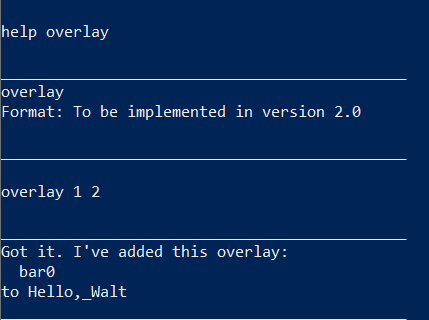 help overlay
overlay
Format: To be implemented in version 2.0
overlay 1 2
Got it. I've added this overlay:
bar0
to Hello,_Walt